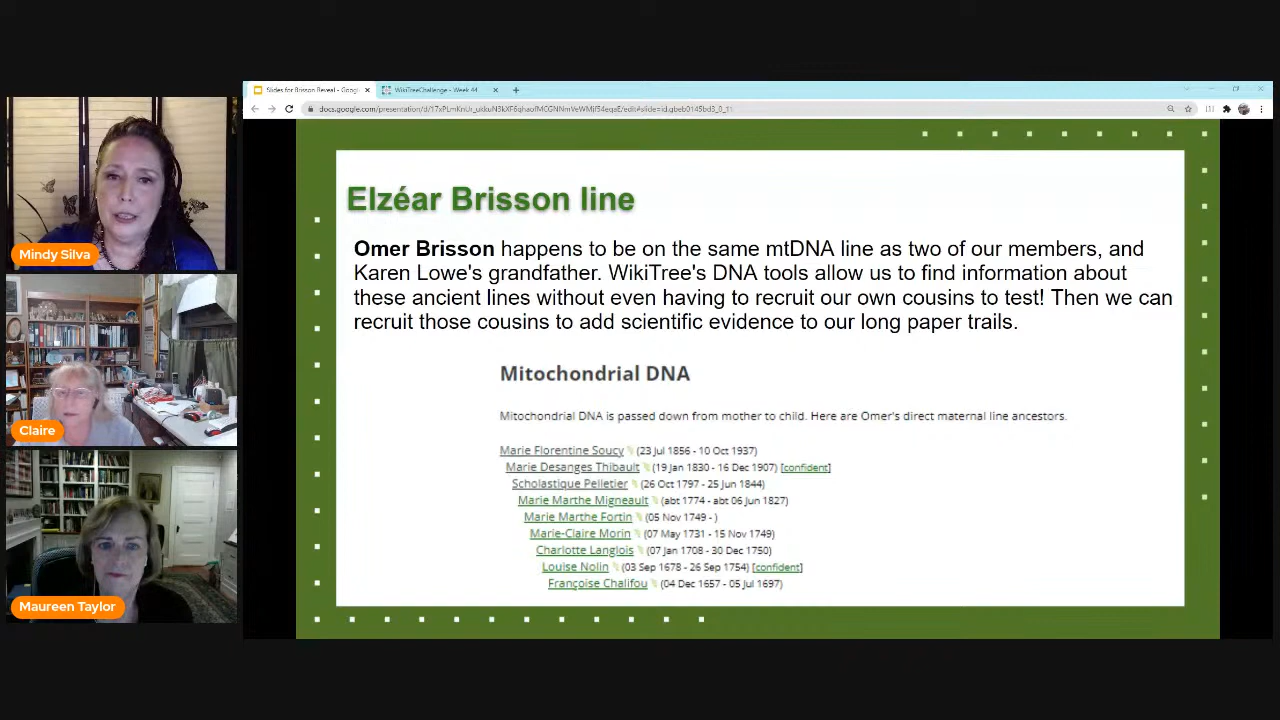 Slides for Brisson Reveal - Goog
WikiTreeChallenge - Week 44
Elzéar Brisson line
Omer Brisson happens to be on the same mtDNA line as two of our members, and
Karen Lowe's grandfather. WikiTree's DNA tools allow us to find information about
these ancient lines without even having to recruit our own cousins to test! Then we can
recruit those cousins to add scientific evidence to our long paper trails.
Mitochondrial DNA
Mitochondrial DNA is passed down from mother to child. Here are Omer's direct maternal line ancestors.
Marie Florentine Soucy (23 Jul 1856 - 10 Oct 1937)
Marie Desanges Thibault (19 Jan 1830 - 16 Dec 1907) [confident]
Scholastique Pelletier (26 Oct 1797 - 25 Jun 1844)
Marie Marthe Migneault (abt 1774 - abt 06 Jun 1827)
Marie Marthe Fortin (05 Nov 1749 - )
Marie-Claire Morin (07 May 1731 - 15 Nov 1749)
Charlotte Langlois (07 Jan 1708 - 30 Dec 1750)
Louise Nolin (03 Sep 1678 - 26 Sep 1754) [confident]
Françoise Chalifou (04 Dec 1657 - 05 Jul 1697)
Mindy Silva
Claire
Maureen Taylor